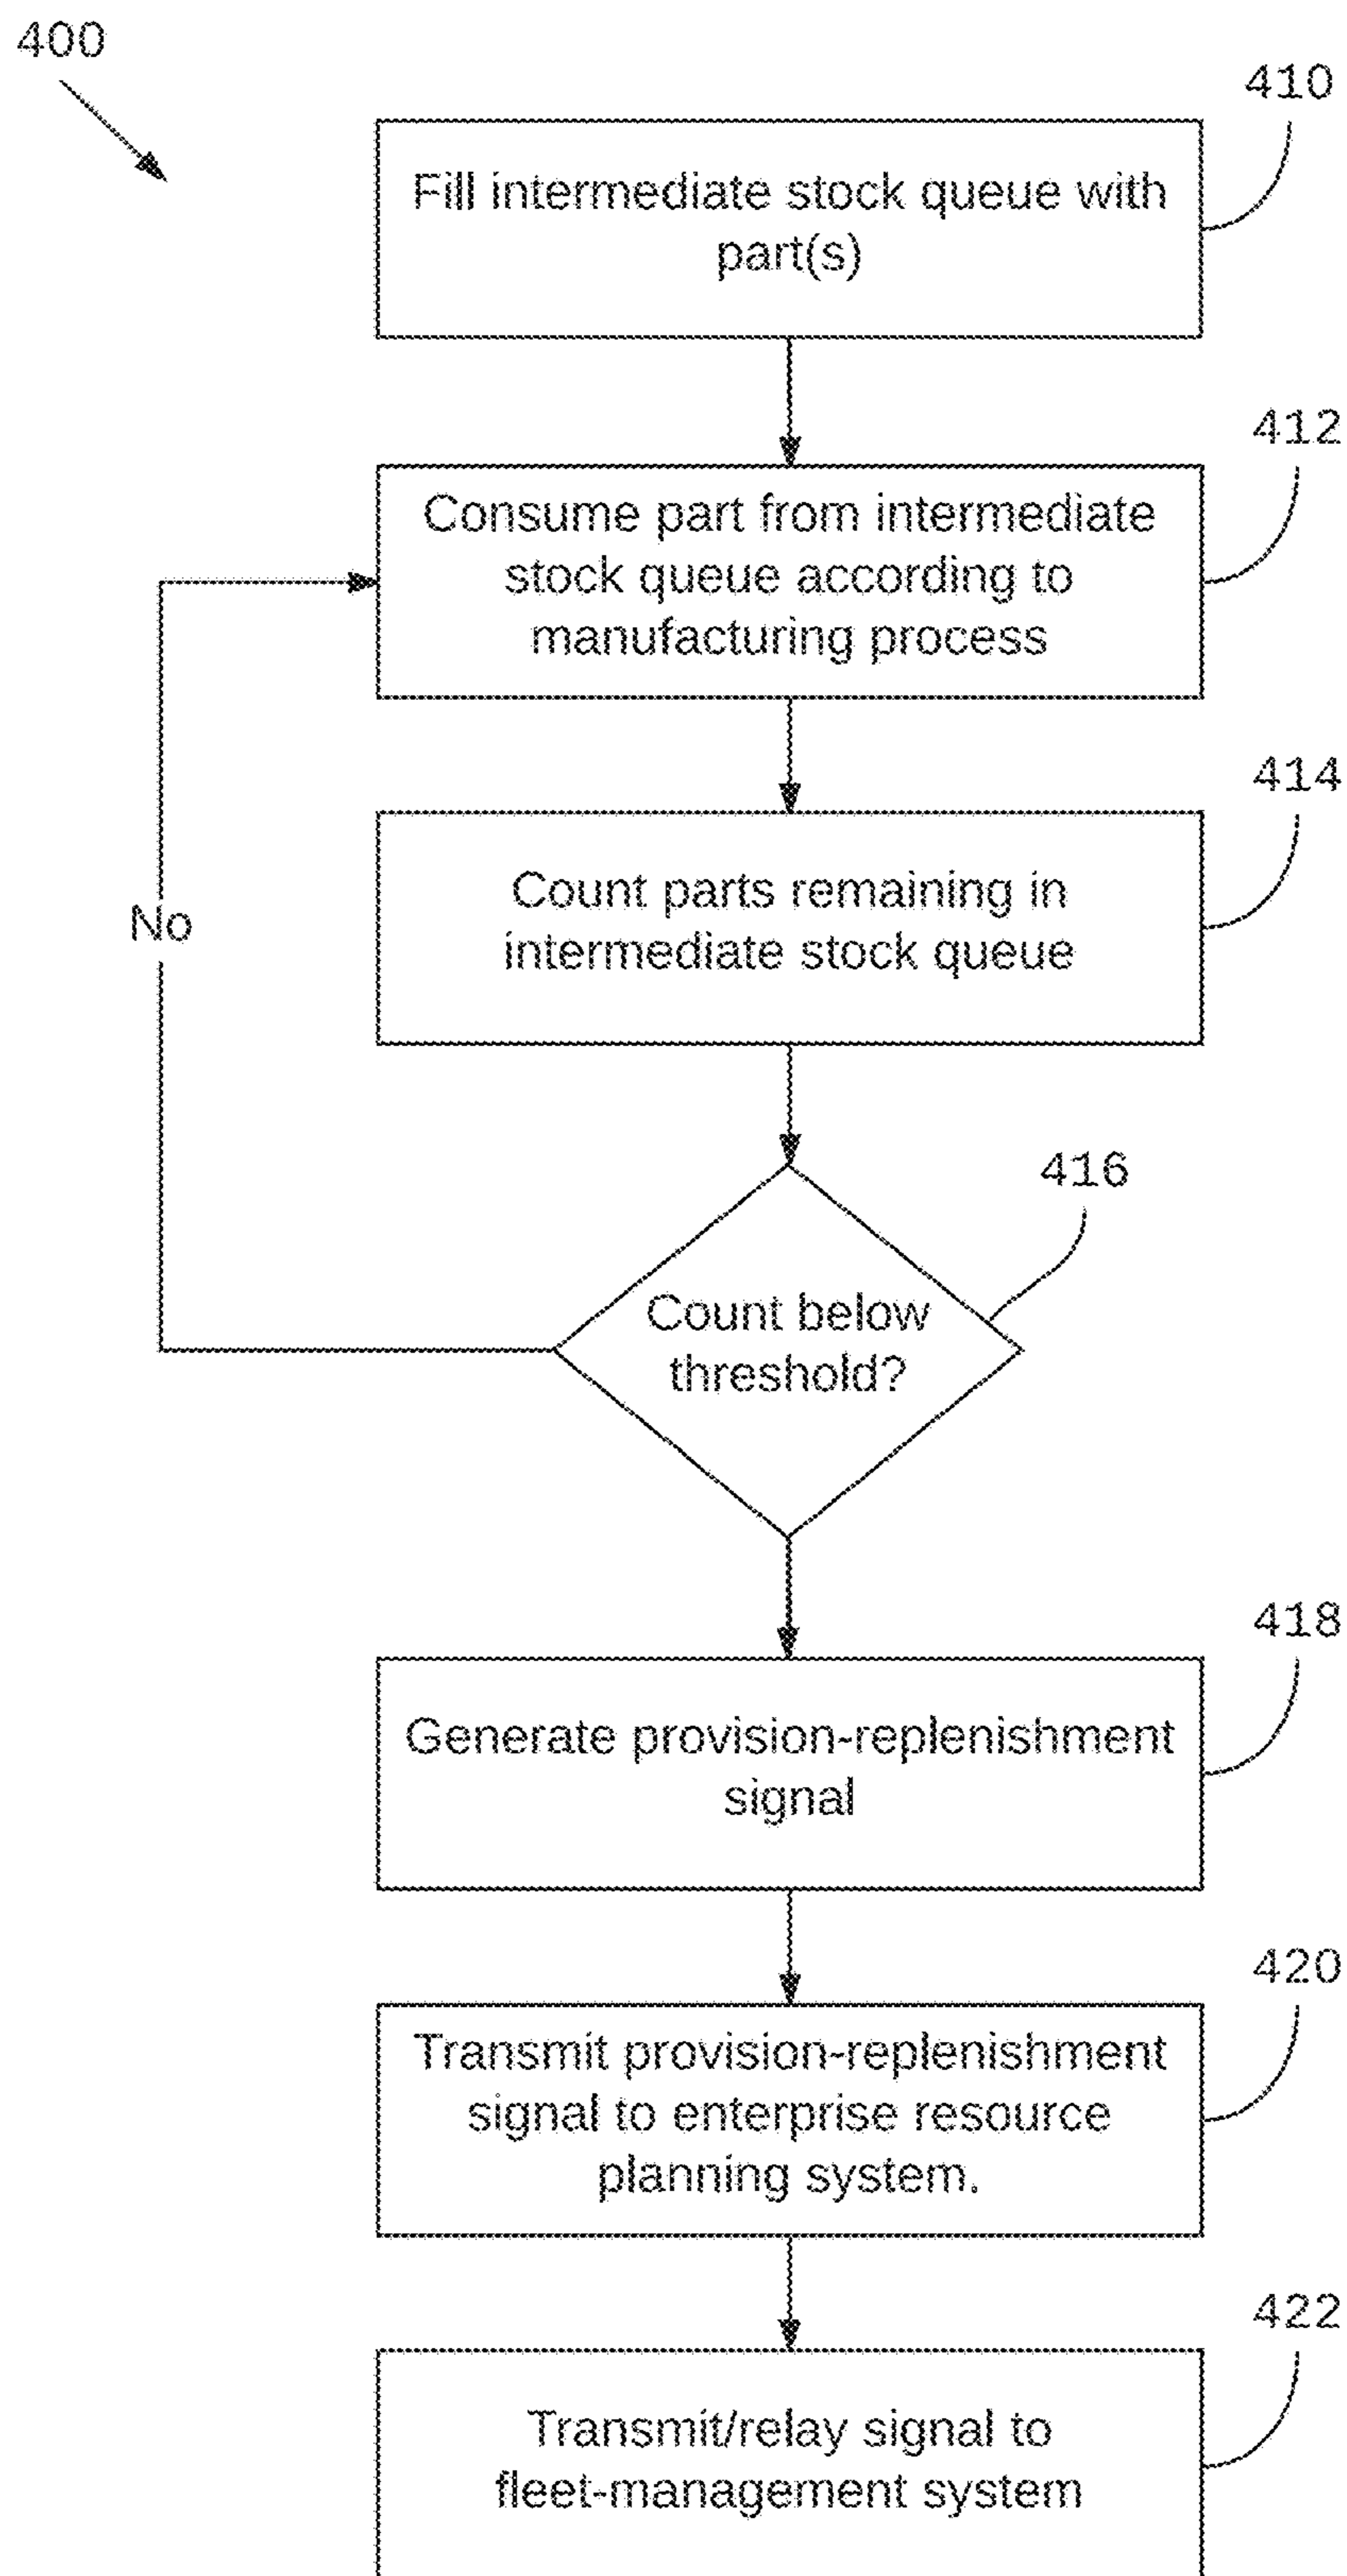 400
410
Fill intermediate stock queue with
part(s)
412
Consume part from intermediate
stock queue according to
manufacturing process
414
Count parts remaining in
intermediate stock queue
No
416
Count below
threshold?
418
Generate provision-replenishment
signal
420
Transmit provision-replenishment
signal to enterprise resource
planning system.
422
Transmit/relay signal to
fleet-management system